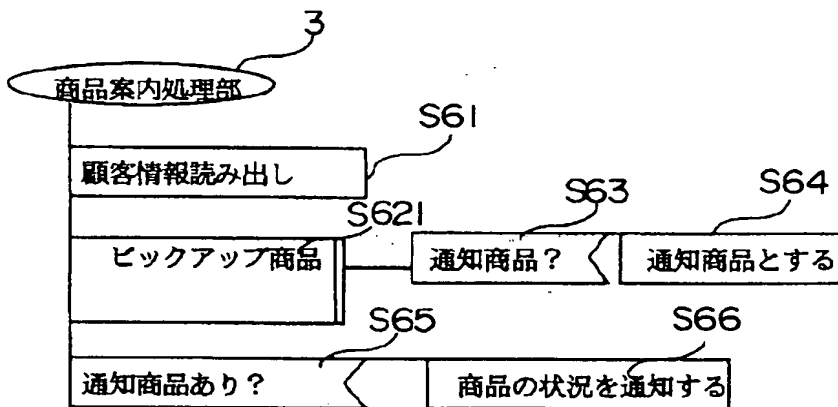 3
商品案内処理部
S61
顧客情報読み出し
S621
ピックアップ商品
S63
通知商品？
S64
通知商品とする
S65
通知商品あり？
S66
商品の状況を通知する